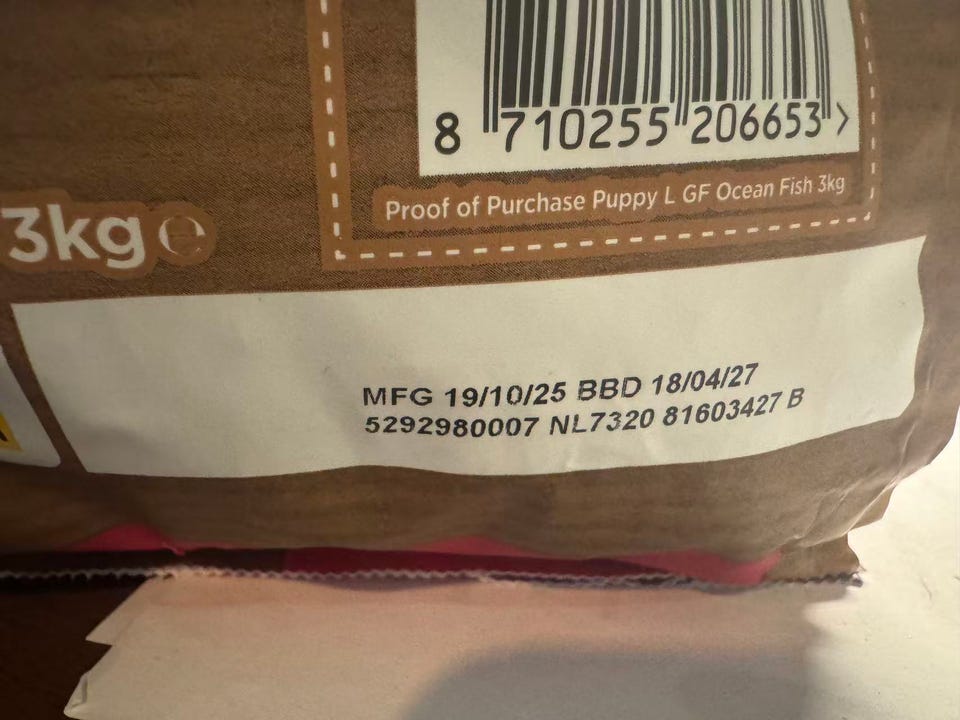 8 710255 206653 >
Proof of Purchase Puppy L GF Ocean Fish 3kg
3kg ℮
MFG 19/10/25 BBD 18/04/27
5292980007 NL7320 81603427 B